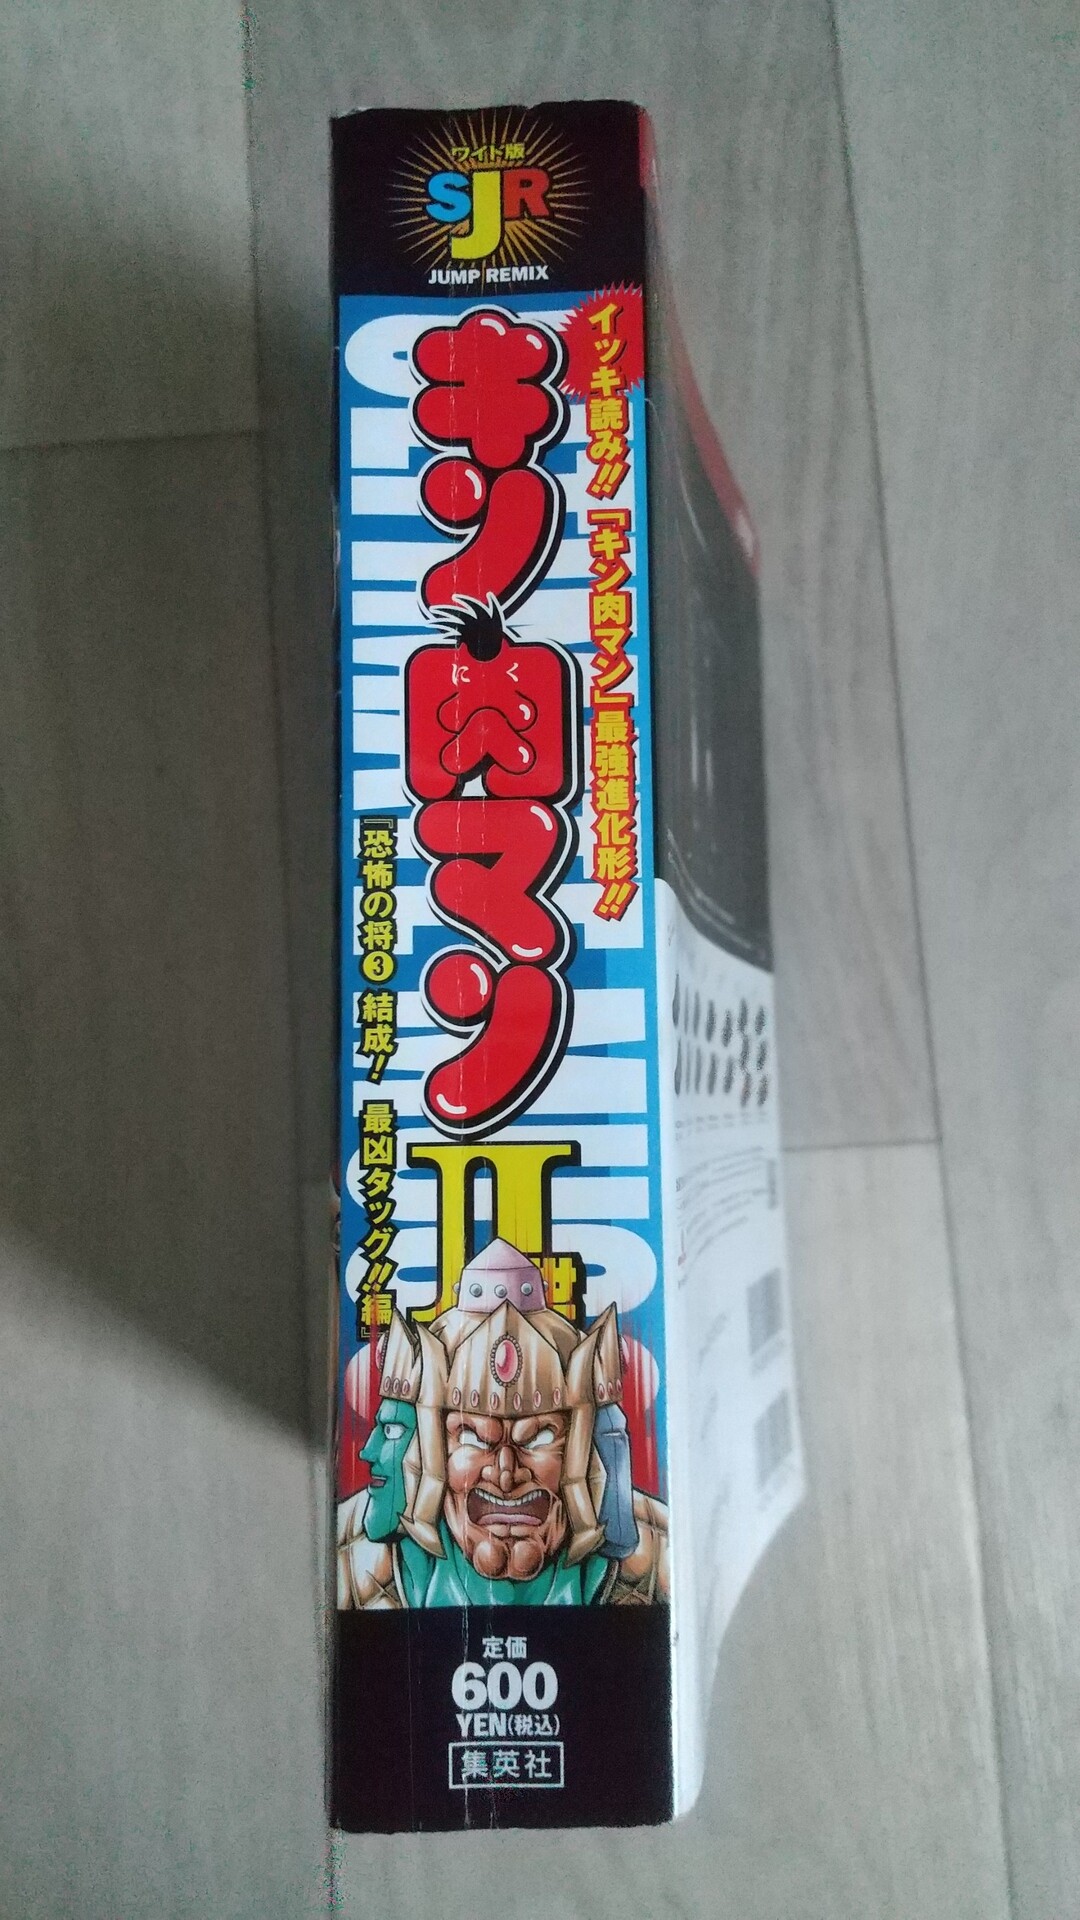 ワイド版
SJR
JUMP REMIX
イッキ読み!!「キン肉マン」最強進化形!!
キン肉マン
にく
II世
『恐怖の将❸結成! 最凶タッグ!!編』
定価
600
YEN(税込)
集英社